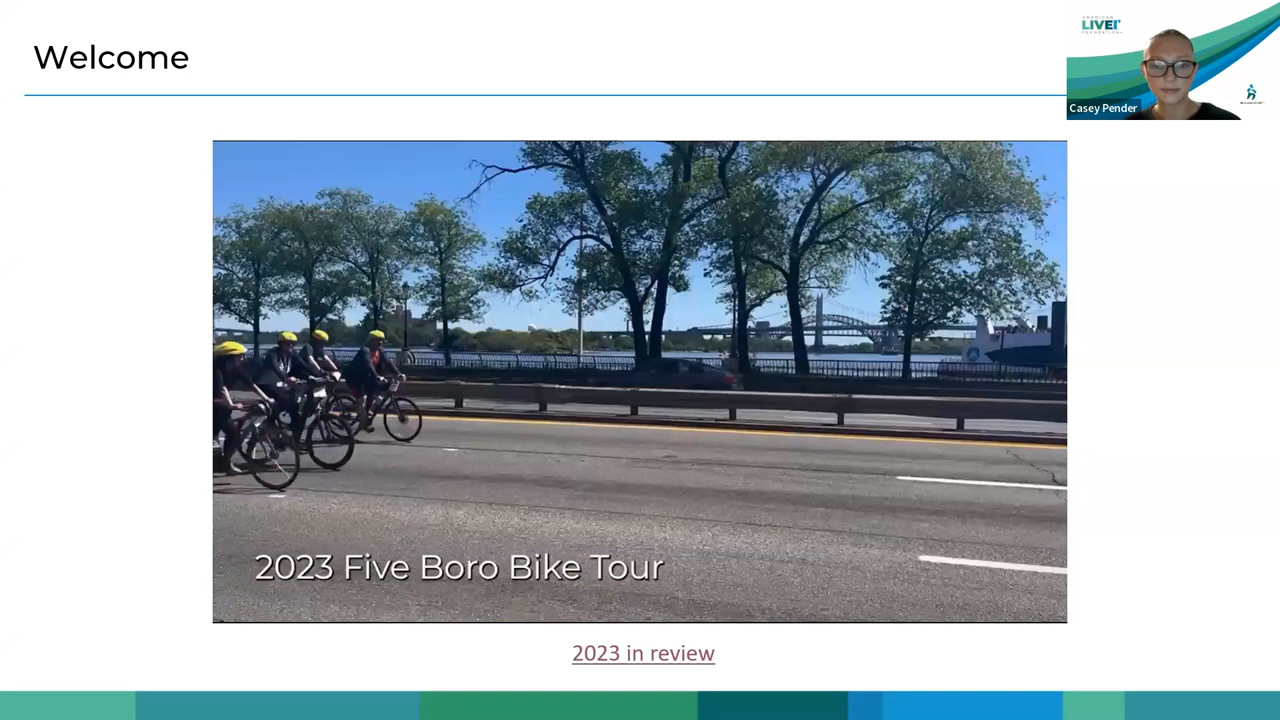 Welcome
AMERICAN
LIVER
FOUNDATION
Casey Pender
2023 Five Boro Bike Tour
2023 in review